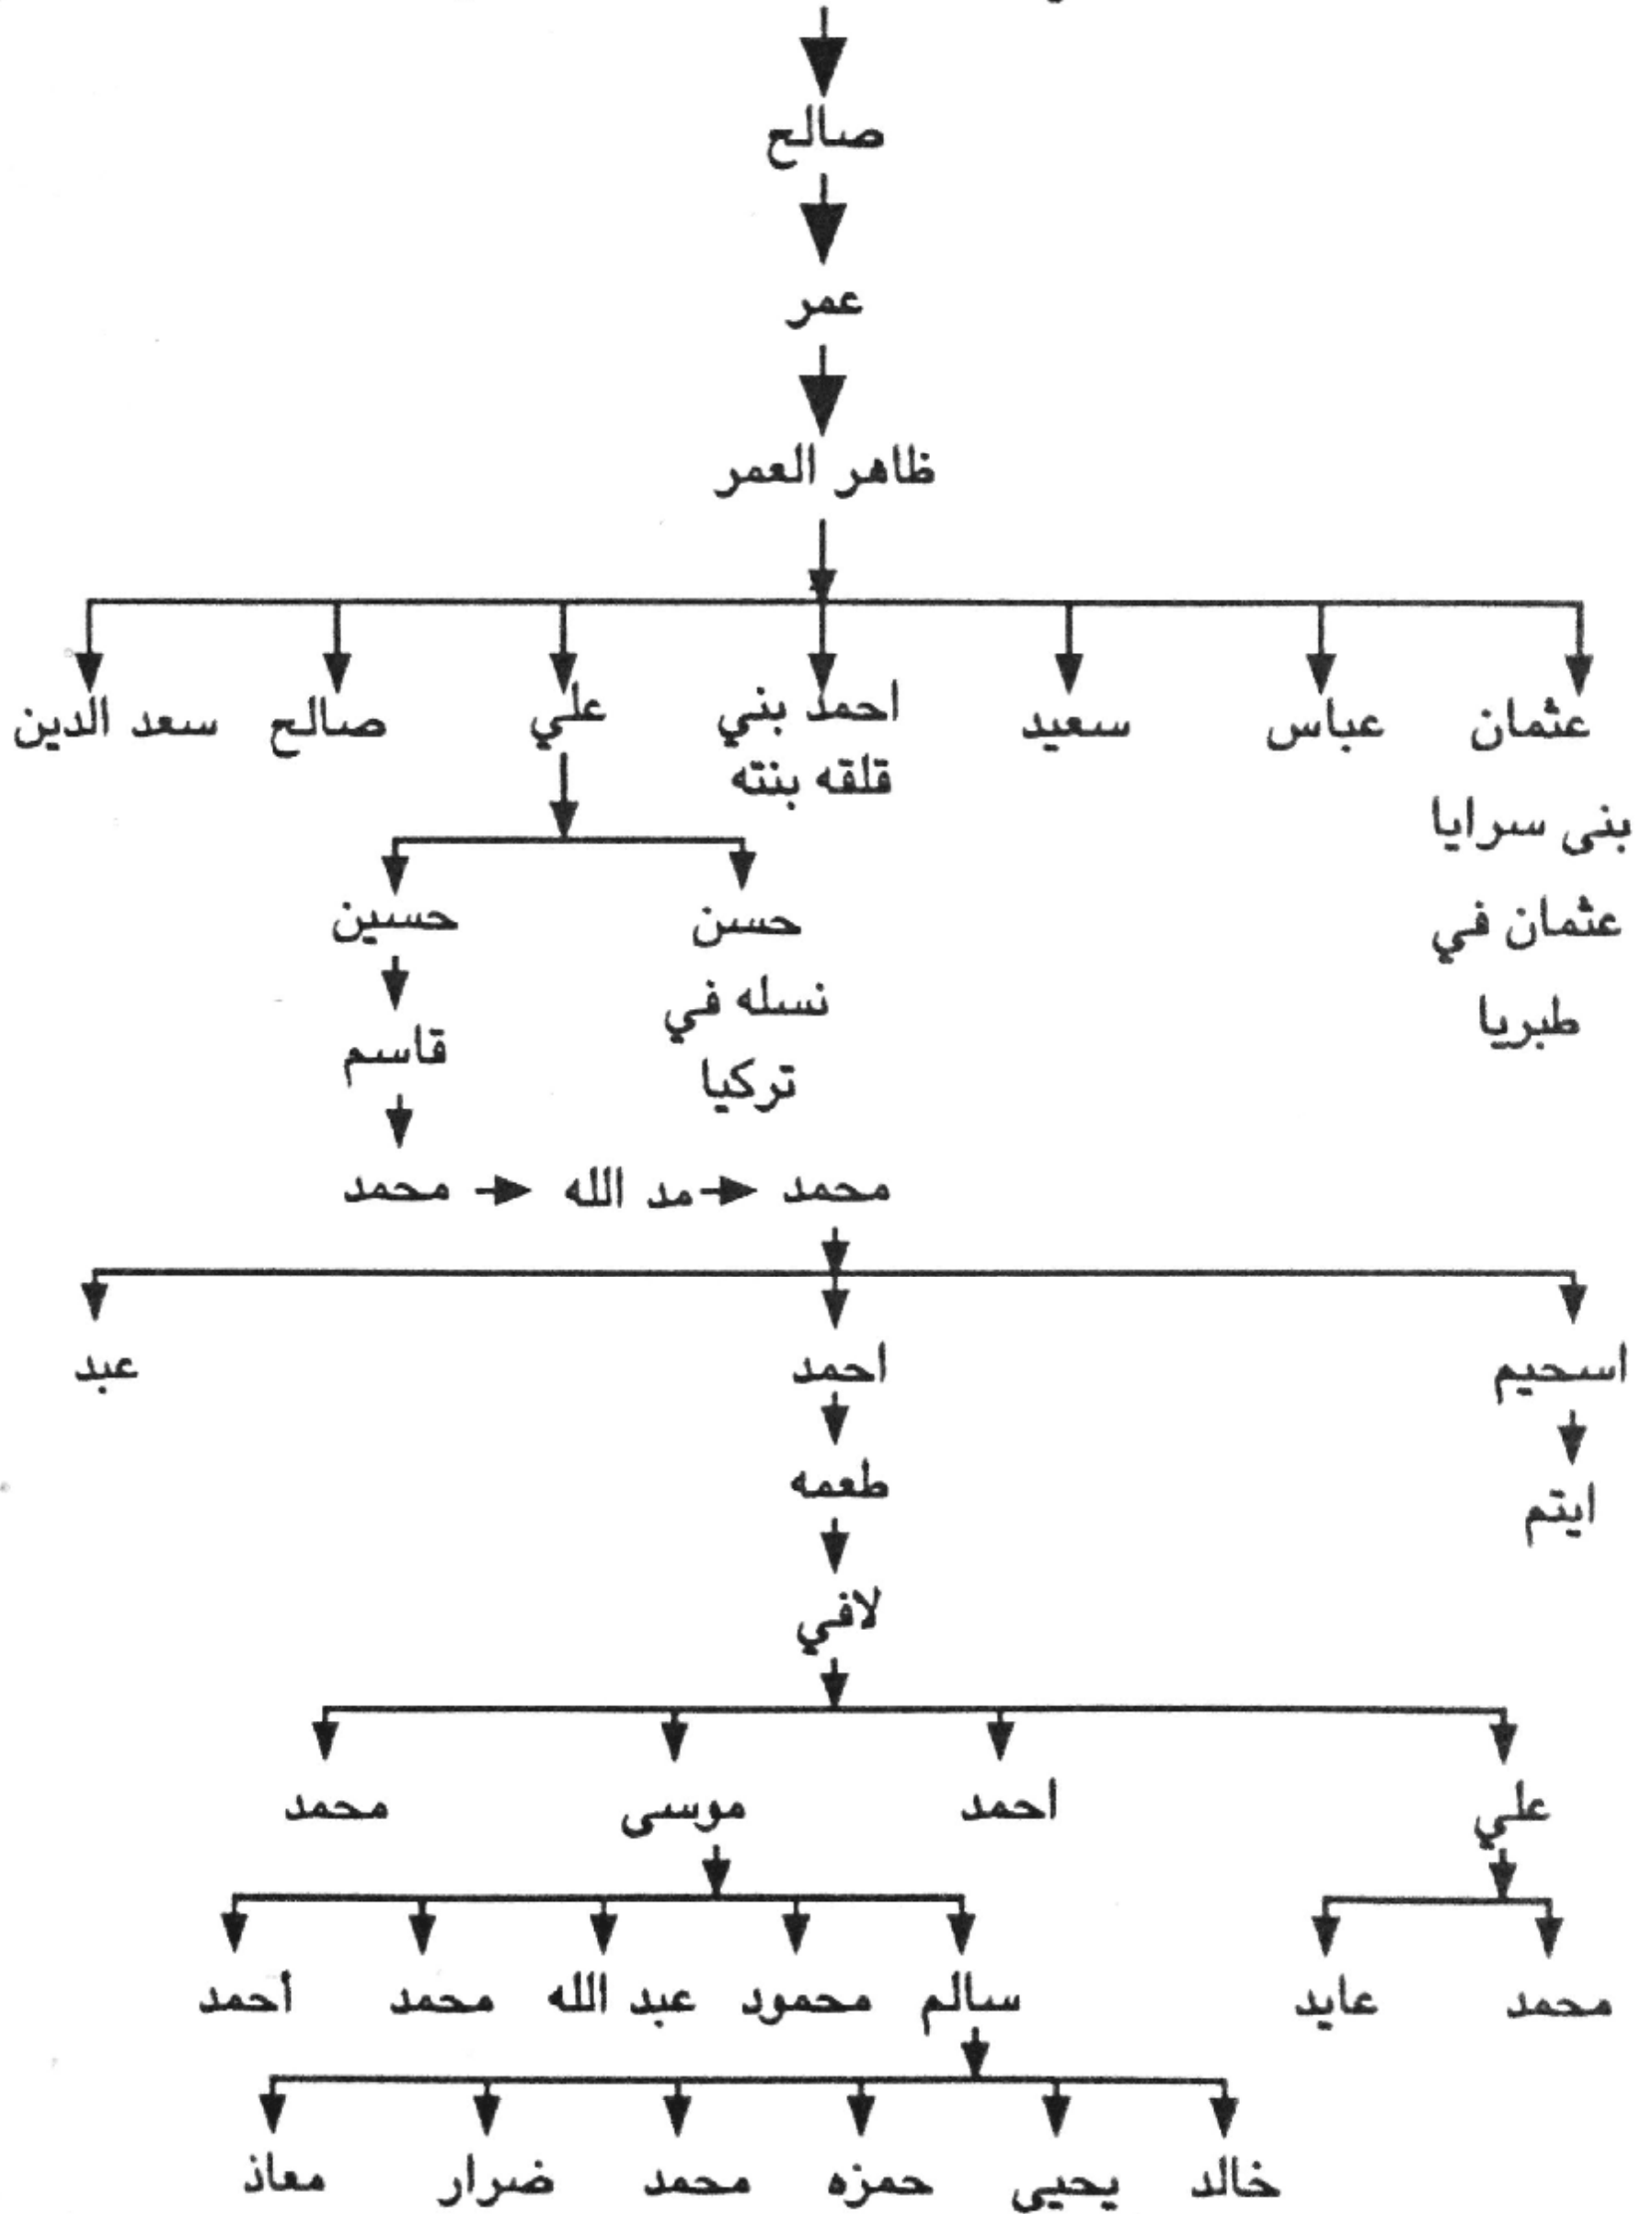 صالح
عمر
ظاهر العمر
عثمان عباس سعيد احمد بني علي صالح سعد الدين
قلقه بنته
بنى سرايا
عثمان في
طبريا
حسن حسين
نسله في
تركيا
قاسم
محمد مد الله محمد
اسحيم احمد عبد
ايتم
طعمه
لافي
علي احمد موسى محمد
محمد عايد سالم محمود عبد الله محمد أحمد
خالد يحيى حمزه محمد ضرار معاذ